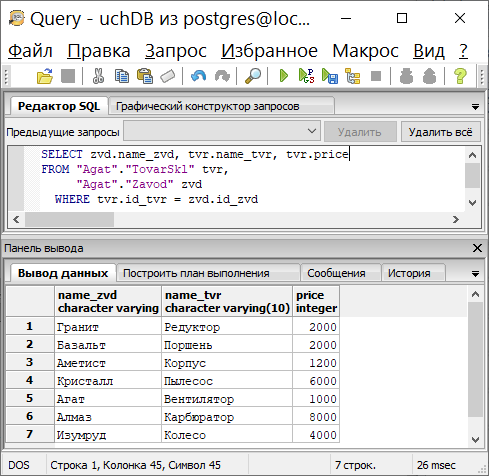 Query - uchDB из postgres@loc...
Файл Правка Запрос Избранное Макрос Вид ?
Редактор SQL Графический конструктор запросов
Предыдущие запросы Удалить Удалить всё
SELECT zvd.name_zvd, tvr.name_tvr, tvr.price
FROM "Agat"."TovarSkl" tvr,
"Agat"."Zavod" zvd
WHERE tvr.id_tvr = zvd.id_zvd
Панель вывода
Вывод данных Построить план выполнения Сообщения История
name_zvd name_tvr price
character varying character varying(10) integer
1 Гранит Редуктор 2000
2 Базальт Поршень 2000
3 Аметист Корпус 1200
4 Кристалл Пылесос 6000
5 Агат Вентилятор 1000
6 Алмаз Карбюратор 8000
7 Изумруд Колесо 4000
DOS Строка 1, Колонка 45, Символ 45 7 строк. 26 msec